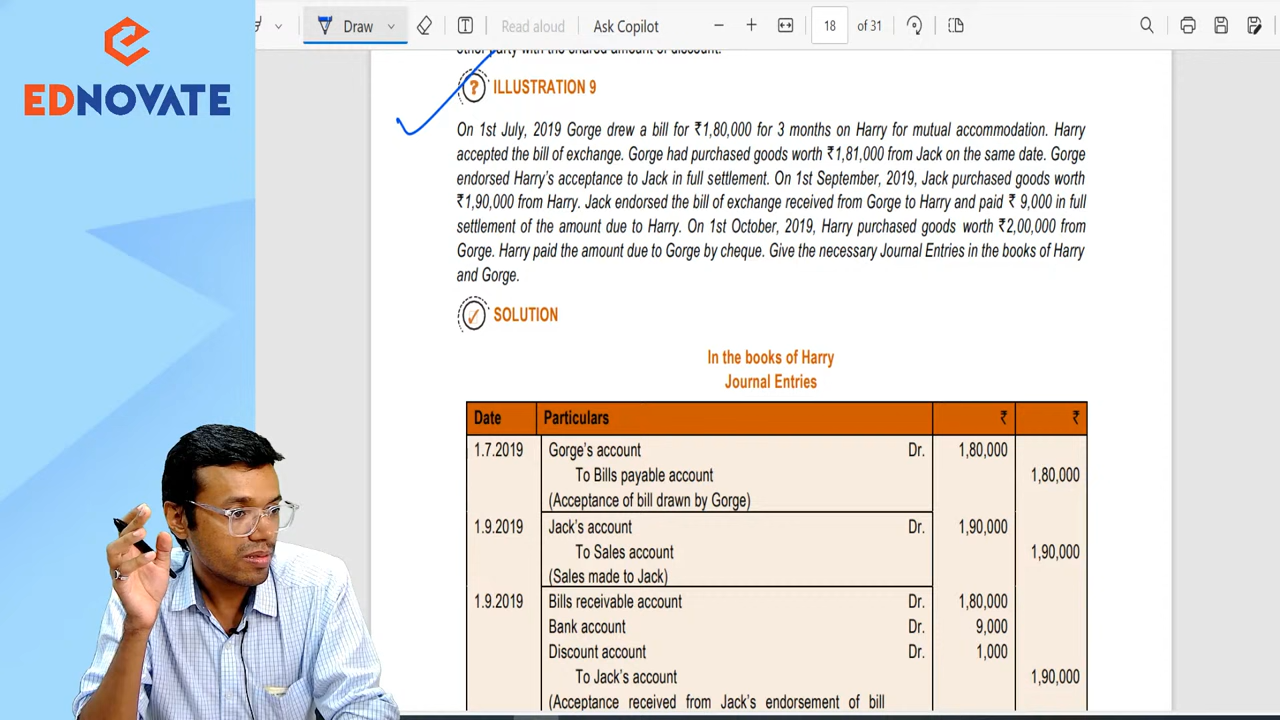 EDNOVATE
Draw
Read aloud
Ask Copilot
18 of 31
other party with the shared amount of discount.
? ILLUSTRATION 9
On 1st July, 2019 Gorge drew a bill for ₹1,80,000 for 3 months on Harry for mutual accommodation. Harry
accepted the bill of exchange. Gorge had purchased goods worth ₹1,81,000 from Jack on the same date. Gorge
endorsed Harry's acceptance to Jack in full settlement. On 1st September, 2019, Jack purchased goods worth
₹1,90,000 from Harry. Jack endorsed the bill of exchange received from Gorge to Harry and paid ₹ 9,000 in full
settlement of the amount due to Harry. On 1st October, 2019, Harry purchased goods worth ₹2,00,000 from
Gorge. Harry paid the amount due to Gorge by cheque. Give the necessary Journal Entries in the books of Harry
and Gorge.
SOLUTION
In the books of Harry
Journal Entries
Date Particulars ₹ ₹
1.7.2019 Gorge's account Dr. 1,80,000
To Bills payable account 1,80,000
(Acceptance of bill drawn by Gorge)
1.9.2019 Jack's account Dr. 1,90,000
To Sales account 1,90,000
(Sales made to Jack)
1.9.2019 Bills receivable account Dr. 1,80,000
Bank account Dr. 9,000
Discount account Dr. 1,000
To Jack's account 1,90,000
(Acceptance received from Jack's endorsement of bill